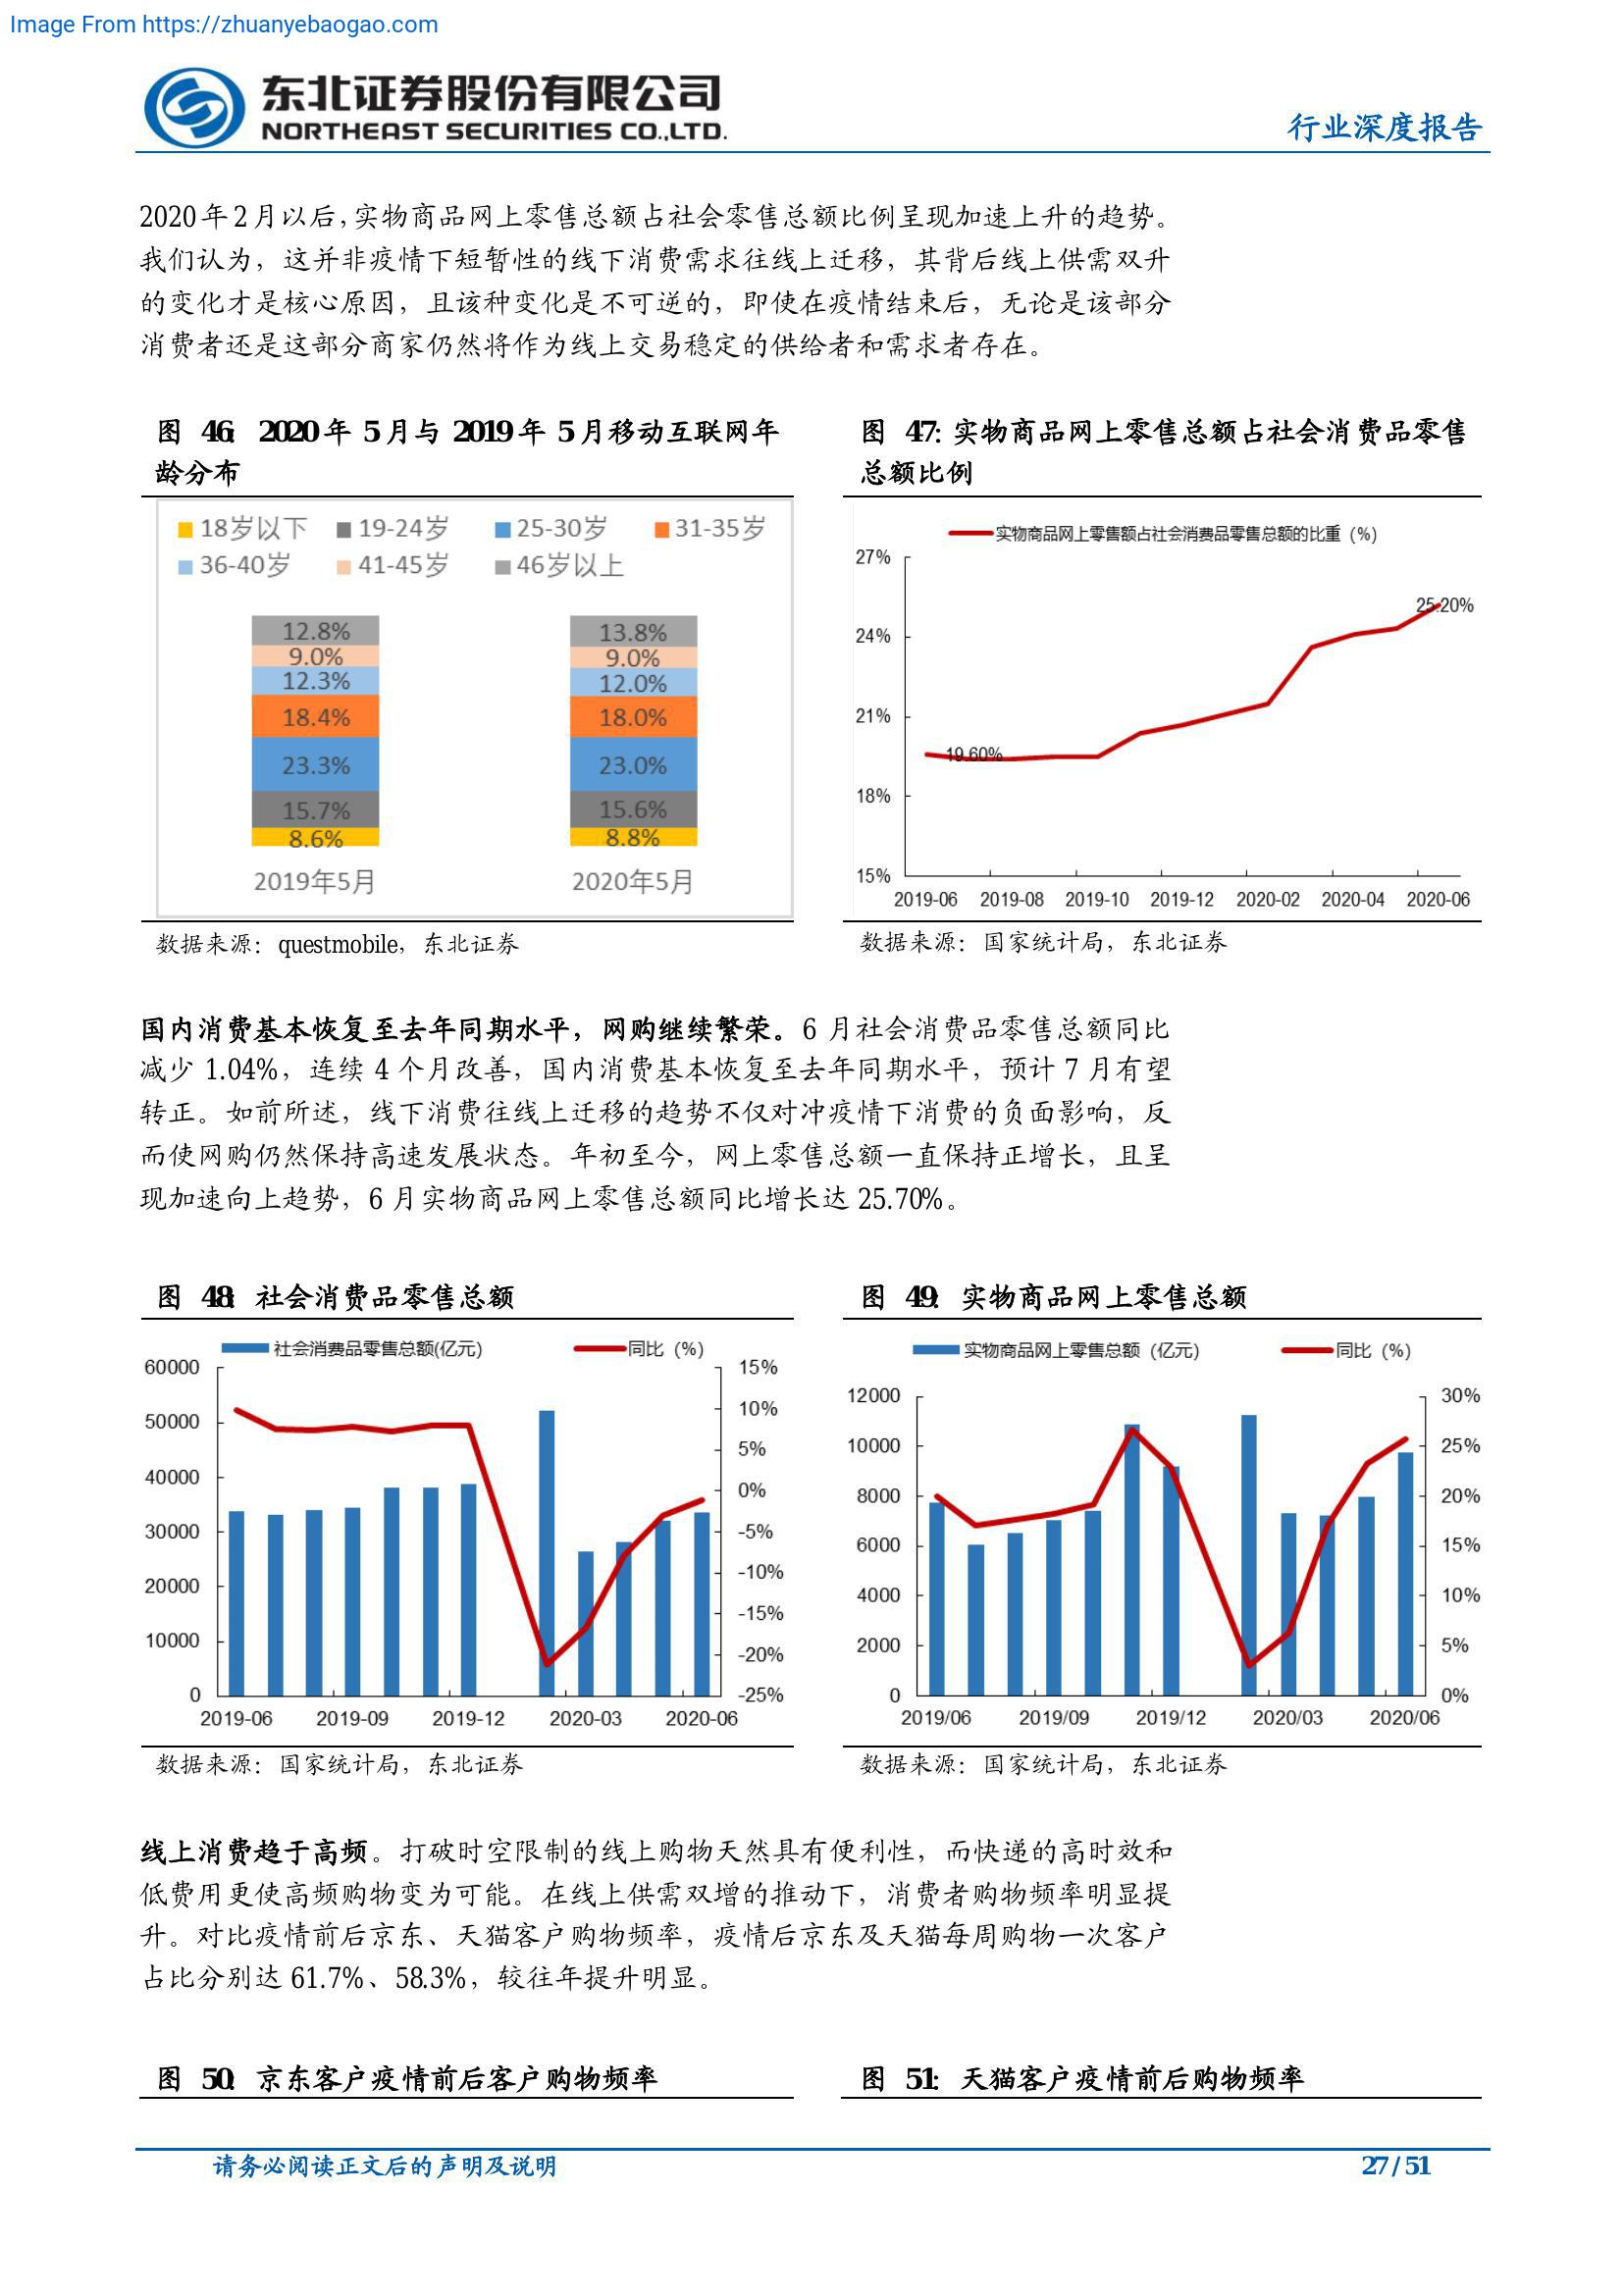 Image From https://zhuanyebaogao.com
东北证券股份有限公司
NORTHEAST SECURITIES CO.,LTD.
行业深度报告
2020年2月以后，实物商品网上零售总额占社会零售总额比例呈现加速上升的趋势。
我们认为，这并非疫情下短暂性的线下消费需求往线上迁移，其背后线上供需双升
的变化才是核心原因，且该种变化是不可逆的，即使在疫情结束后，无论是该部分
消费者还是这部分商家仍然将作为线上交易稳定的供给者和需求者存在。
图 46：2020年 5月与 2019年 5月移动互联网年
龄分布
18岁以下 19-24岁 25-30岁 31-35岁
36-40岁 41-45岁 46岁以上
12.8% 13.8%
9.0% 9.0%
12.3% 12.0%
18.4% 18.0%
23.3% 23.0%
15.7% 15.6%
8.6% 8.8%
2019年5月 2020年5月
数据来源：questmobile，东北证券
图 47：实物商品网上零售总额占社会消费品零售
总额比例
实物商品网上零售额占社会消费品零售总额的比重（%）
27%
25.20%
24%
21%
19.60%
18%
15%
2019-06 2019-08 2019-10 2019-12 2020-02 2020-04 2020-06
数据来源：国家统计局，东北证券
国内消费基本恢复至去年同期水平，网购继续繁荣。6 月社会消费品零售总额同比
减少 1.04%，连续 4 个月改善，国内消费基本恢复至去年同期水平，预计 7 月有望
转正。如前所述，线下消费往线上迁移的趋势不仅对冲疫情下消费的负面影响，反
而使网购仍然保持高速发展状态。年初至今，网上零售总额一直保持正增长，且呈
现加速向上趋势，6 月实物商品网上零售总额同比增长达 25.70%。
图 48：社会消费品零售总额
社会消费品零售总额(亿元) 同比（%）
60000 15%
50000 10%
40000 5%
30000 0%
20000 -5%
10000 -10%
0 -15%
-20%
-25%
2019-06 2019-09 2019-12 2020-03 2020-06
数据来源：国家统计局，东北证券
图 49：实物商品网上零售总额
实物商品网上零售总额（亿元） 同比（%）
12000 30%
10000 25%
8000 20%
6000 15%
4000 10%
2000 5%
0 0%
2019/06 2019/09 2019/12 2020/03 2020/06
数据来源：国家统计局，东北证券
线上消费趋于高频。打破时空限制的线上购物天然具有便利性，而快递的高时效和
低费用更使高频购物变为可能。在线上供需双增的推动下，消费者购物频率明显提
升。对比疫情前后京东、天猫客户购物频率，疫情后京东及天猫每周购物一次客户
占比分别达 61.7%、58.3%，较往年提升明显。
图 50：京东客户疫情前后客户购物频率
图 51：天猫客户疫情前后购物频率
请务必阅读正文后的声明及说明
27 / 51